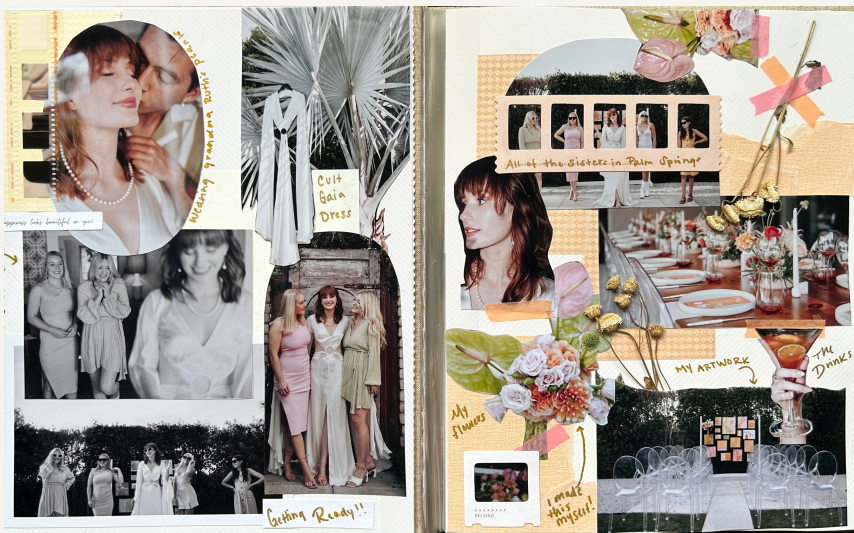 wearing grandma Ruth's pearls
Cult
Gaia
Dress
happiness looks beautiful on you
Getting Ready!!
All of the sisters in Palm Springs
My
flowers
I made
this
myself!
MY ARTWORK
THE
Drinks
RECORD